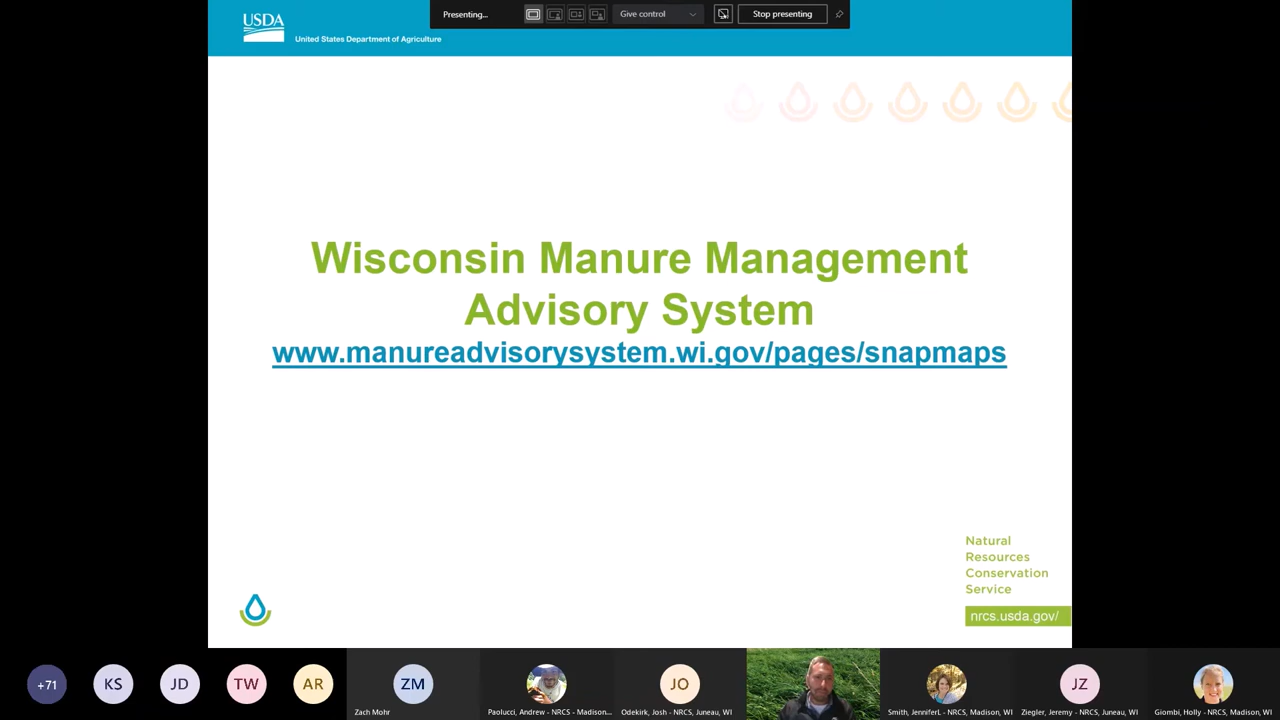 Presenting...
Give control
Stop presenting
USDA
United States Department of Agriculture
Wisconsin Manure Management
Advisory System
www.manureadvisorysystem.wi.gov/pages/snapmaps
Natural
Resources
Conservation
Service
nrcs.usda.gov/
+71
KS
JD
TW
AR
ZM
JO
JZ
Zach Mohr
Paolucci, Andrew - NRCS - Madison...
Odekirk, Josh - NRCS, Juneau, WI
Smith, JenniferL - NRCS, Madison, WI
Ziegler, Jeremy - NRCS, Juneau, WI
Giombi, Holly - NRCS, Madison, WI